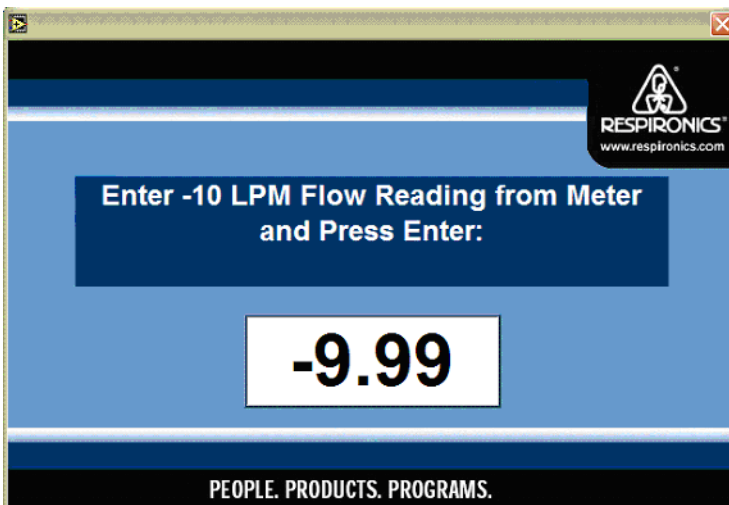 RESPIRONICS®
www.respironics.com
Enter -10 LPM Flow Reading from Meter
and Press Enter:
-9.99
PEOPLE. PRODUCTS. PROGRAMS.